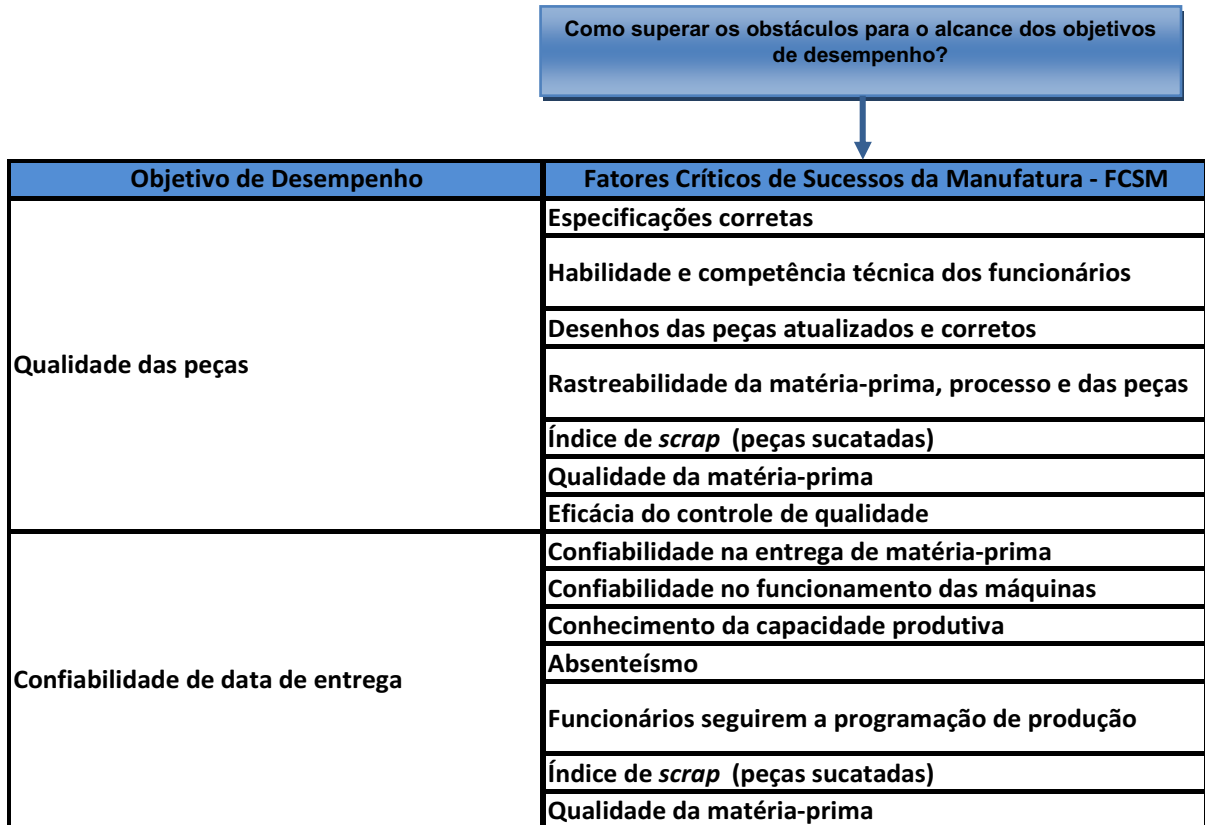 Como superar os obstáculos para o alcance dos objetivos
de desempenho?
Objetivo de Desempenho
Fatores Críticos de Sucessos da Manufatura - FCSM
Qualidade das peças
Especificações corretas
Habilidade e competência técnica dos funcionários
Desenhos das peças atualizados e corretos
Rastreabilidade da matéria-prima, processo e das peças
Índice de scrap (peças sucatadas)
Qualidade da matéria-prima
Eficácia do controle de qualidade
Confiabilidade de data de entrega
Confiabilidade na entrega de matéria-prima
Confiabilidade no funcionamento das máquinas
Conhecimento da capacidade produtiva
Absenteísmo
Funcionários seguirem a programação de produção
Índice de scrap (peças sucatadas)
Qualidade da matéria-prima